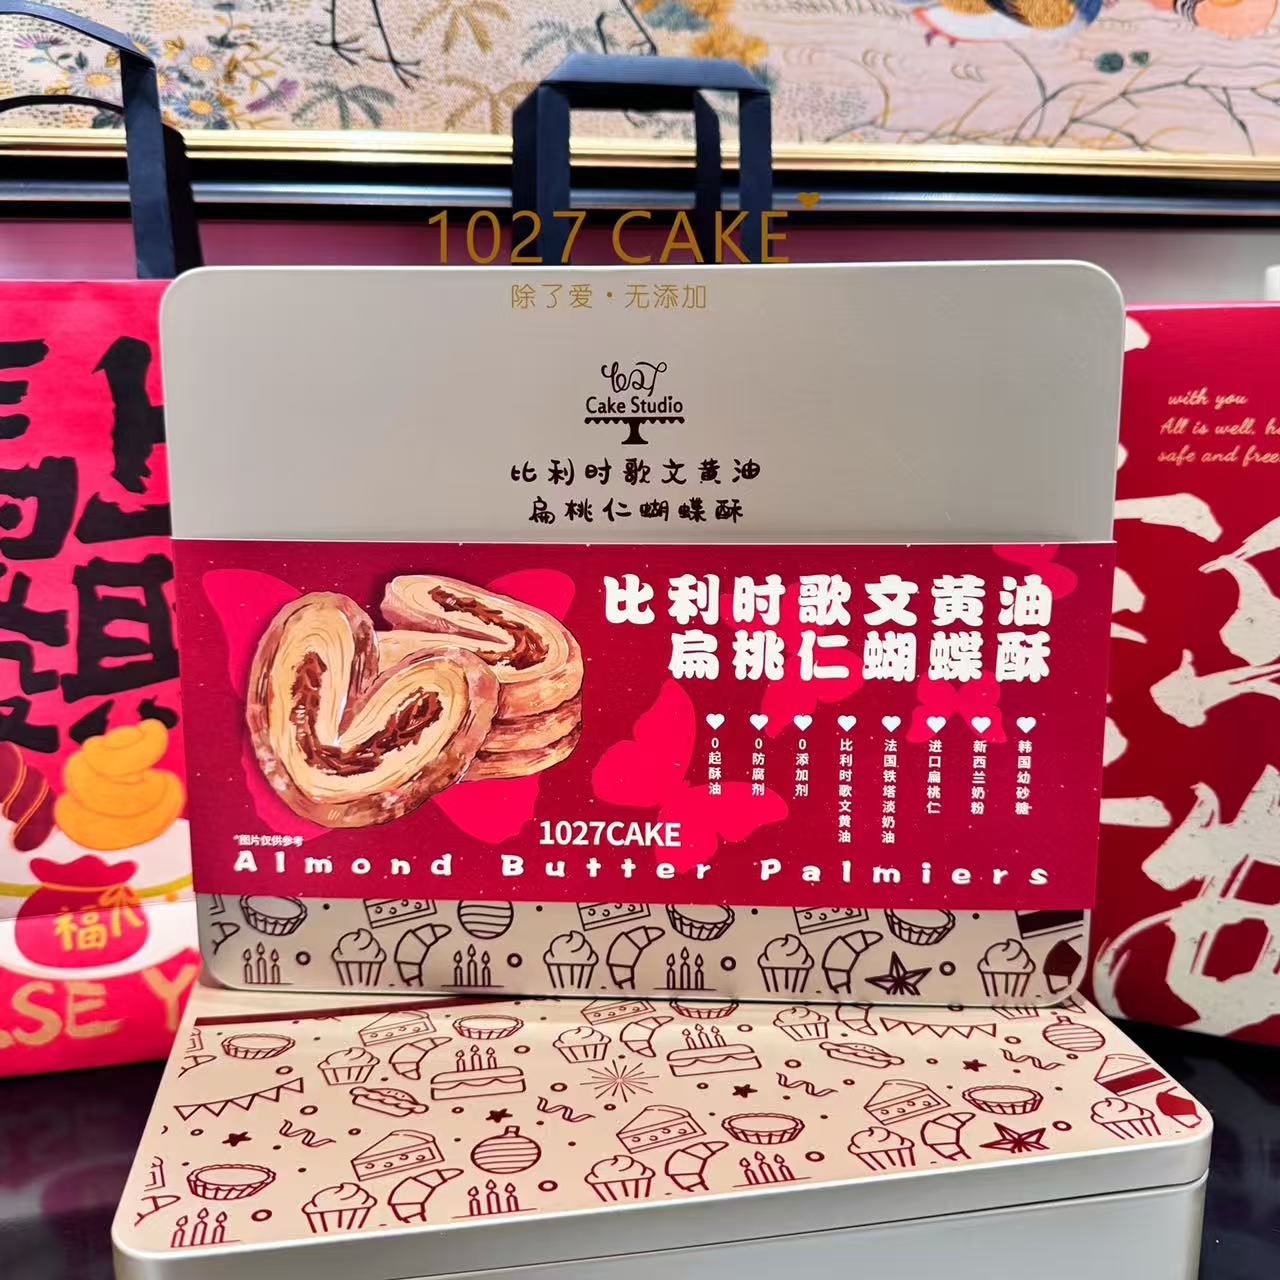 1027 CAKE
除了爱·无添加
1027
Cake Studio
比利时歌文黄油
扁桃仁蝴蝶酥
比利时歌文黄油
扁桃仁蝴蝶酥
0起酥油
0防腐剂
0添加剂
比利时歌文黄油
法国铁塔淡奶油
进口扁桃仁
新西兰奶粉
韩国幼砂糖
*图片仅供参考
1027CAKE
Almond Butter Palmiers
with you
All is well, h
safe and free
福
SE Y